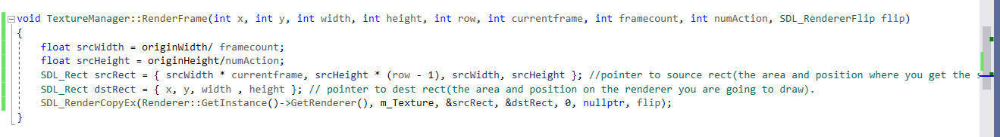 void TextureManager::RenderFrame(int x, int y, int width, int height, int row, int currentframe, int framecount, int numAction, SDL_RendererFlip flip)
{
    float srcWidth = originWidth/ framecount;
    float srcHeight = originHeight/numAction;
    SDL_Rect srcRect = { srcWidth * currentframe, srcHeight * (row - 1), srcWidth, srcHeight }; //pointer to source rect(the area and position where you get the
    SDL_Rect dstRect = { x, y, width , height }; // pointer to dest rect(the area and position on the renderer you are going to draw).
    SDL_RenderCopyEx(Renderer::GetInstance()->GetRenderer(), m_Texture, &srcRect, &dstRect, 0, nullptr, flip);
}